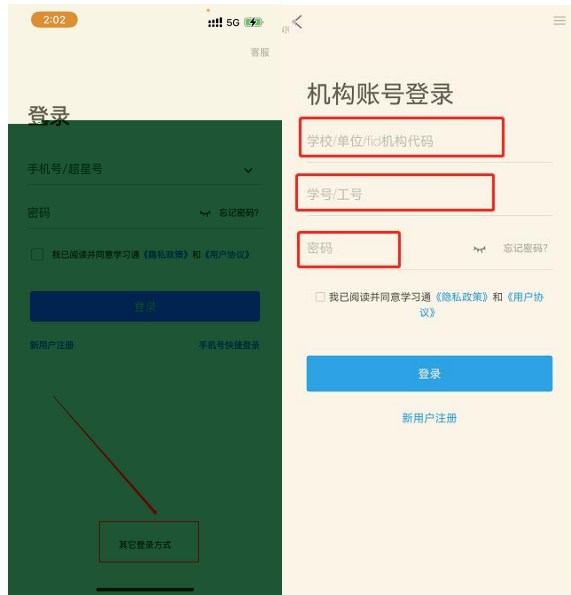 2:02
5G
客服
登录
手机号/超星号
密码
忘记密码?
我已阅读并同意学习通《隐私政策》和《用户协议》
登录
新用户注册
手机号快捷登录
其它登录方式
机构账号登录
学校/单位/fid机构代码
学号/工号
密码
忘记密码?
我已阅读并同意学习通《隐私政策》和《用户协
议》
登录
新用户注册